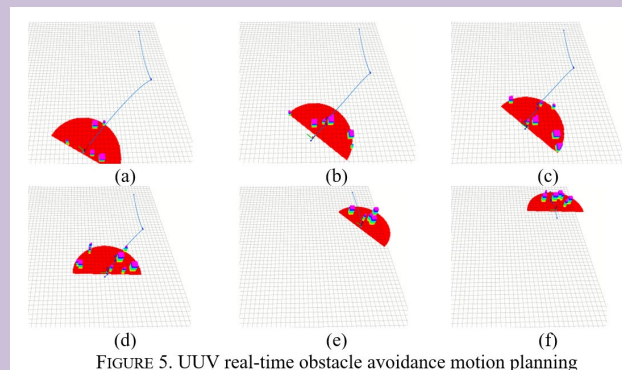 (a)
(b)
(c)
(d)
(e)
(f)
FIGURE 5. UUV real-time obstacle avoidance motion planning